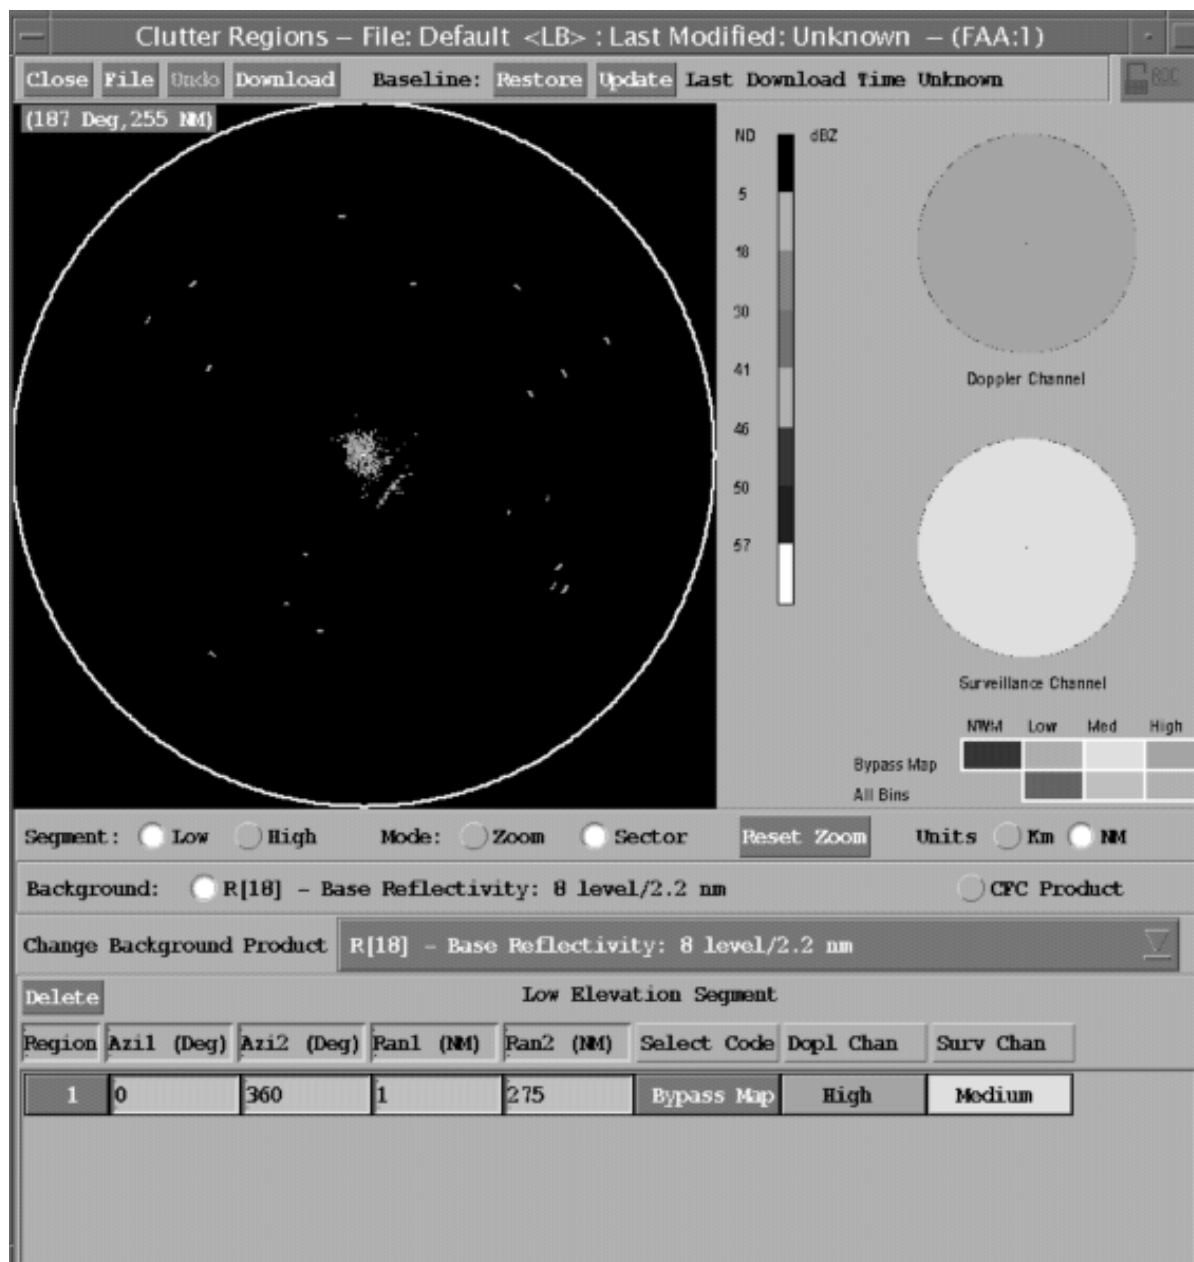 Clutter Regions – File: Default <LB> : Last Modified: Unknown – (FAA:1)
Close File Undo Download Baseline: Restore Update Last Download Time Unknown ROC
(187 Deg,255 NM)
ND dBZ
5
18
30
41
46
50
57
Doppler Channel
Surveillance Channel
NWM Low Med High
Bypass Map
All Bins
Segment: Low High Mode: Zoom Sector Reset Zoom Units Km NM
Background: R[18] - Base Reflectivity: 8 level/2.2 nm CFC Product
Change Background Product R[18] - Base Reflectivity: 8 level/2.2 nm
Delete Low Elevation Segment
Region Azi1 (Deg) Azi2 (Deg) Ran1 (NM) Ran2 (NM) Select Code Dopl Chan Surv Chan
1 0 360 1 275 Bypass Map High Medium